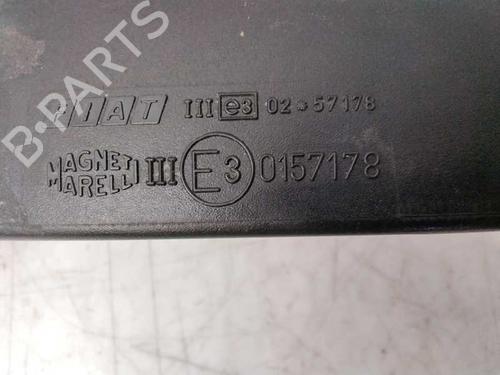 B-PARTS
FIAT III e3 02*57178
MAGNETI MARELLI III E3 0157178